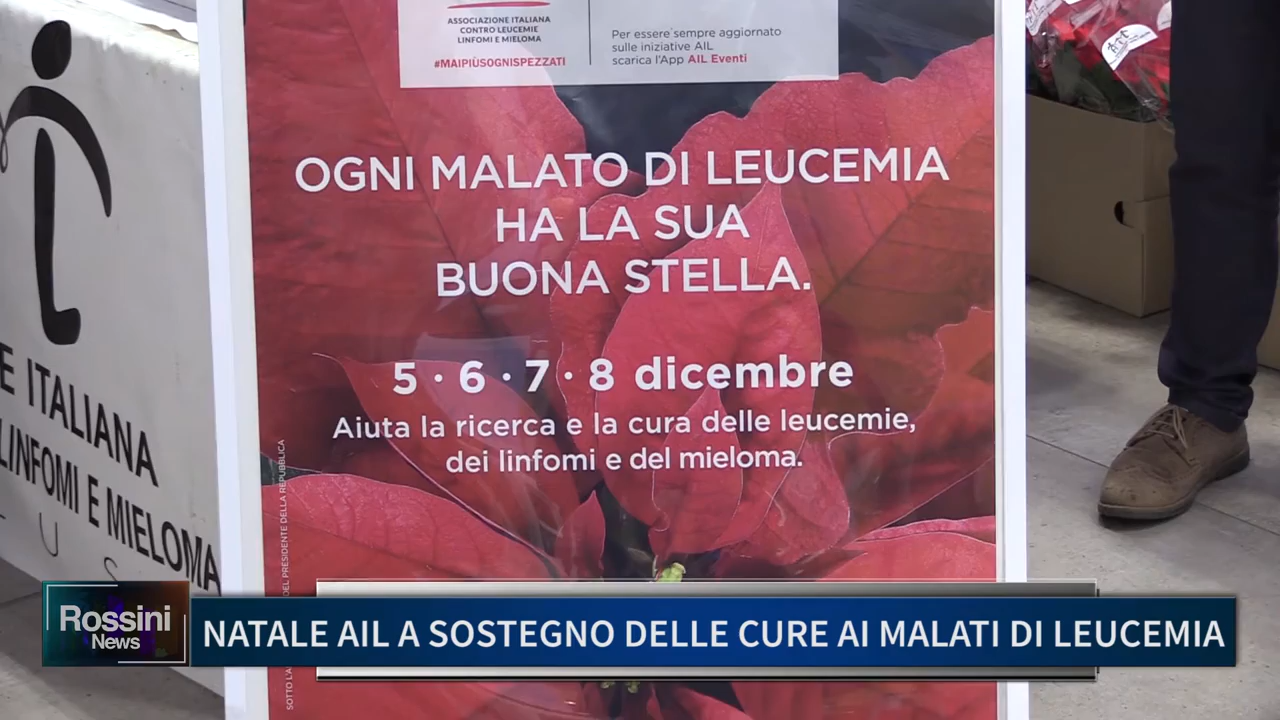 ASSOCIAZIONE ITALIANA
CONTRO LEUCEMIE
LINFOMI E MIELOMA
#MAIPIÙSOGNISPEZZATI
Per essere sempre aggiornato
sulle iniziative AIL
scarica l'App AIL Eventi
OGNI MALATO DI LEUCEMIA
HA LA SUA
BUONA STELLA.
5 · 6 · 7 · 8 dicembre
Aiuta la ricerca e la cura delle leucemie,
dei linfomi e del mieloma.
E ITALIANA
LINFOMI E MIELOMA
DEL PRESIDENTE DELLA REPUBBLICA
SOTTO L'A
Rossini
News
NATALE AIL A SOSTEGNO DELLE CURE AI MALATI DI LEUCEMIA